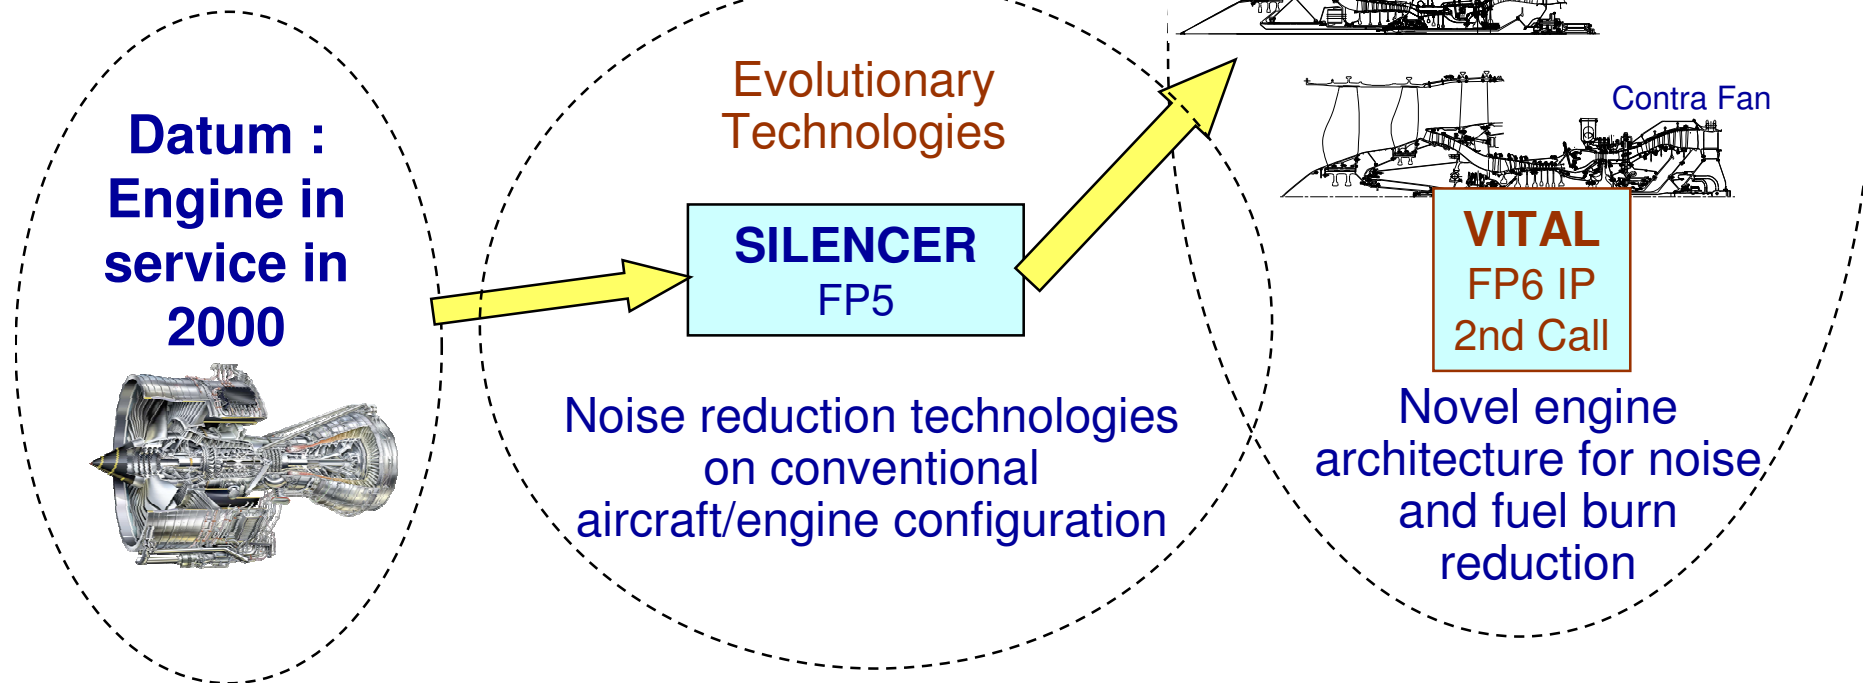 Datum :
Engine in
service in
2000
Evolutionary
Technologies
SILENCER
FP5
Noise reduction technologies
on conventional
aircraft/engine configuration
Contra Fan
VITAL
FP6 IP
2nd Call
Novel engine
architecture for noise
and fuel burn
reduction